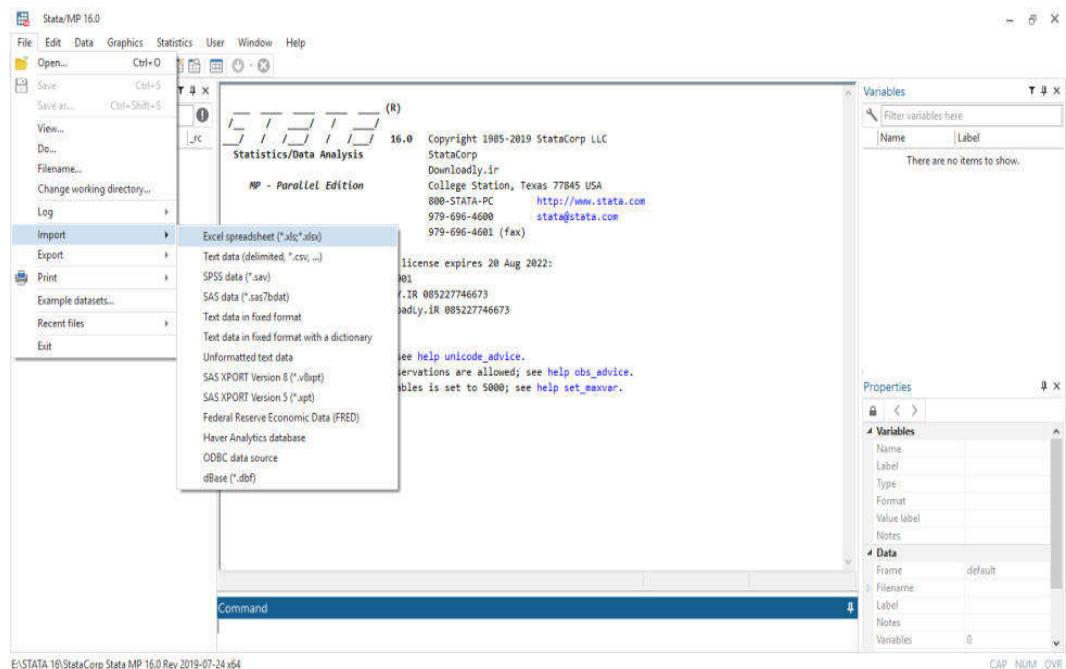 Stata/MP 16.0
File Edit Data Graphics Statistics User Window Help
Open... Ctrl+O
Save Ctrl+S
Save as... Ctrl+Shift+S
View...
Do...
Filename...
Change working directory...
Log
Import
Export
Print
Example datasets...
Recent files
Exit
Excel spreadsheet (*.xls;*.xlsx)
Text data (delimited, *.csv, ...)
SPSS data (*.sav)
SAS data (*.sas7bdat)
Text data in fixed format
Text data in fixed format with a dictionary
Unformatted text data
SAS XPORT Version 8 (*.v8xpt)
SAS XPORT Version 5 (*.xpt)
Federal Reserve Economic Data (FRED)
Haver Analytics database
ODBC data source
dBase (*.dbf)
_rc
STATA (R)
16.0 Copyright 1985-2019 StataCorp LLC
Statistics/Data Analysis StataCorp
Downloadly.ir
MP - Parallel Edition College Station, Texas 77845 USA
800-STATA-PC http://www.stata.com
979-696-4600 stata@stata.com
979-696-4601 (fax)
license expires 20 Aug 2022:
901
Y.IR 085227746673
oadLy.iR 085227746673
see help unicode_advice.
servations are allowed; see help obs_advice.
ables is set to 5000; see help set_maxvar.
Command
Variables
Filter variables here
Name Label
There are no items to show.
Properties
Variables
Name
Label
Type
Format
Value label
Notes
Data
Frame default
Filename
Label
Notes
Variables 0
E:\STATA 16\StataCorp Stata MP 16.0 Rev 2019-07-24 x64
CAP NUM OVR